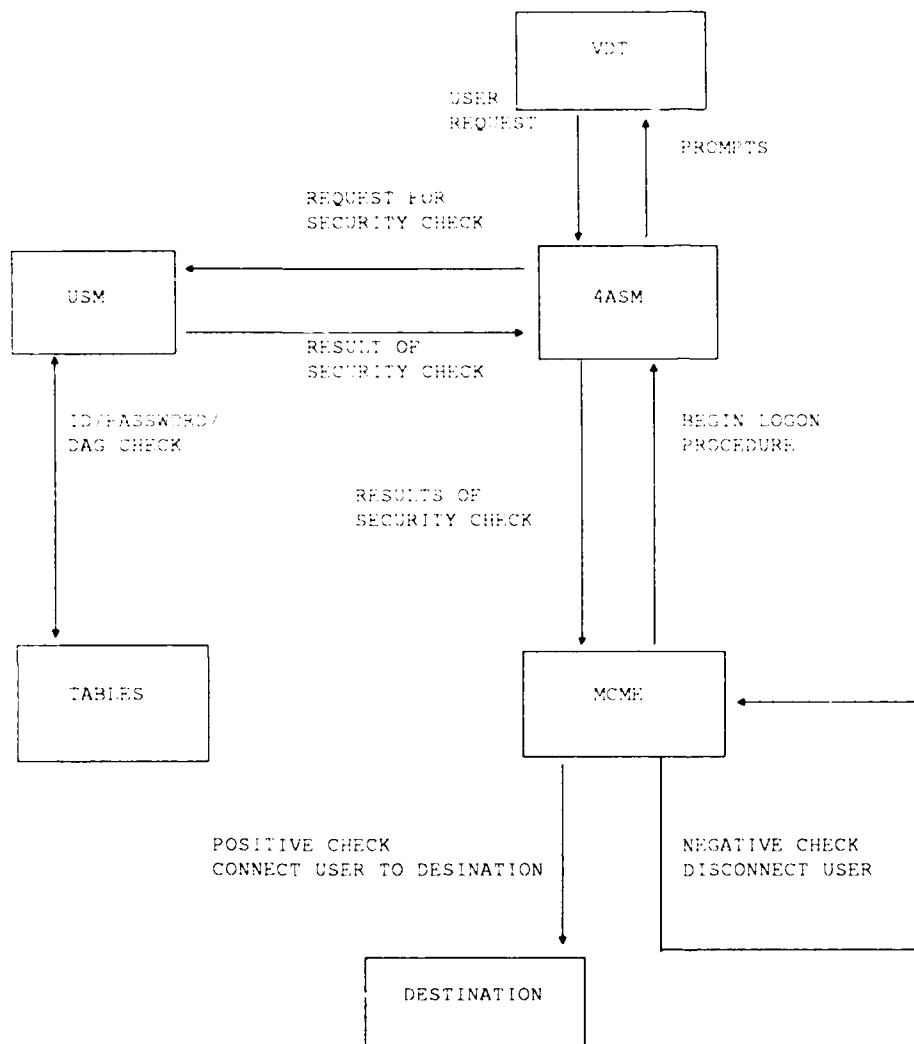 VDT
USER
REQUEST
PROMPTS
REQUEST FOR
SECURITY CHECK
USM
4ASM
RESULT OF
SECURITY CHECK
ID/PASSWORD/
DAG CHECK
BEGIN LOGON
PROCEDURE
RESULTS OF
SECURITY CHECK
TABLES
MCME
POSITIVE CHECK
CONNECT USER TO DESINATION
NEGATIVE CHECK
DISCONNECT USER
DESTINATION